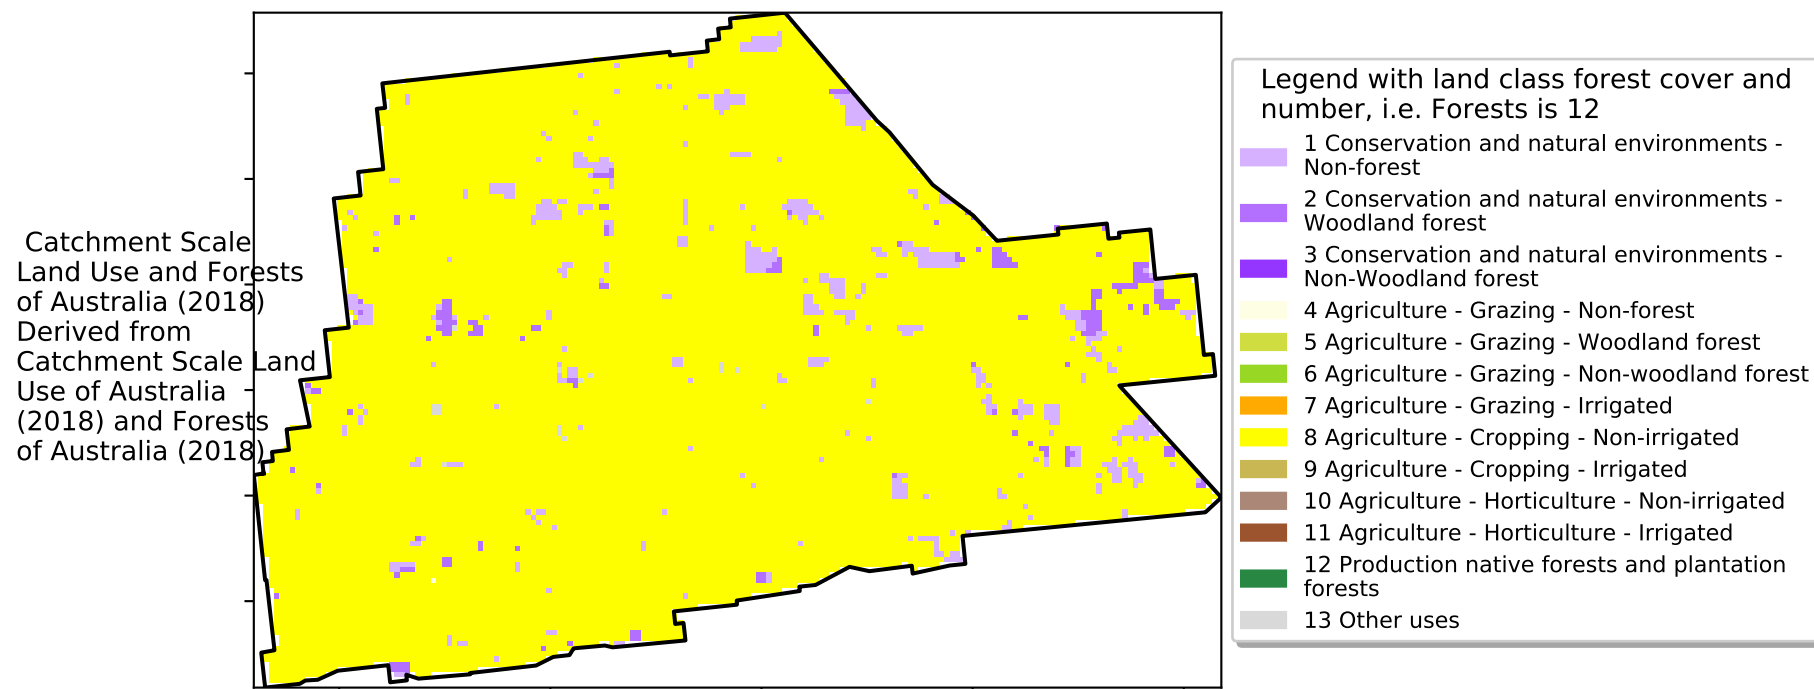 Catchment Scale
Land Use and Forests
of Australia (2018)
Derived from
Catchment Scale Land
Use of Australia
(2018) and Forests
of Australia (2018)
Legend with land class forest cover and
number, i.e. Forests is 12
1 Conservation and natural environments -
Non-forest
2 Conservation and natural environments -
Woodland forest
3 Conservation and natural environments -
Non-Woodland forest
4 Agriculture - Grazing - Non-forest
5 Agriculture - Grazing - Woodland forest
6 Agriculture - Grazing - Non-woodland forest
7 Agriculture - Grazing - Irrigated
8 Agriculture - Cropping - Non-irrigated
9 Agriculture - Cropping - Irrigated
10 Agriculture - Horticulture - Non-irrigated
11 Agriculture - Horticulture - Irrigated
12 Production native forests and plantation
forests
13 Other uses